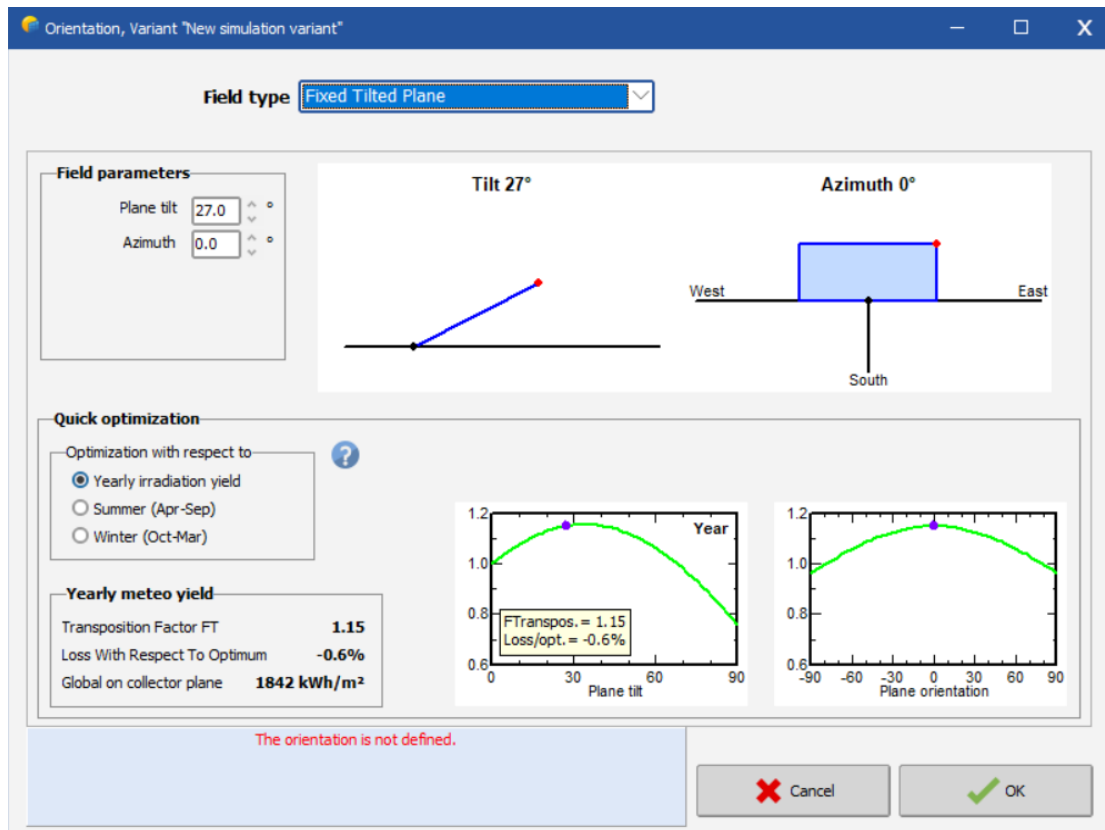 Orientation, Variant "New simulation variant"
Field type Fixed Tilted Plane
Field parameters
Plane tilt 27.0 °
Azimuth 0.0 °
Tilt 27°
Azimuth 0°
West East
South
Quick optimization
Optimization with respect to
Yearly irradiation yield
Summer (Apr-Sep)
Winter (Oct-Mar)
?
Yearly meteo yield
Transposition Factor FT 1.15
Loss With Respect To Optimum -0.6%
Global on collector plane 1842 kWh/m²
1.2
Year
1.0
0.8
FTranspos. = 1.15
Loss/opt. = -0.6%
0.6
0 30 60 90
Plane tilt
1.2
1.0
0.8
0.6
-90 -60 -30 0 30 60 90
Plane orientation
The orientation is not defined.
Cancel
OK